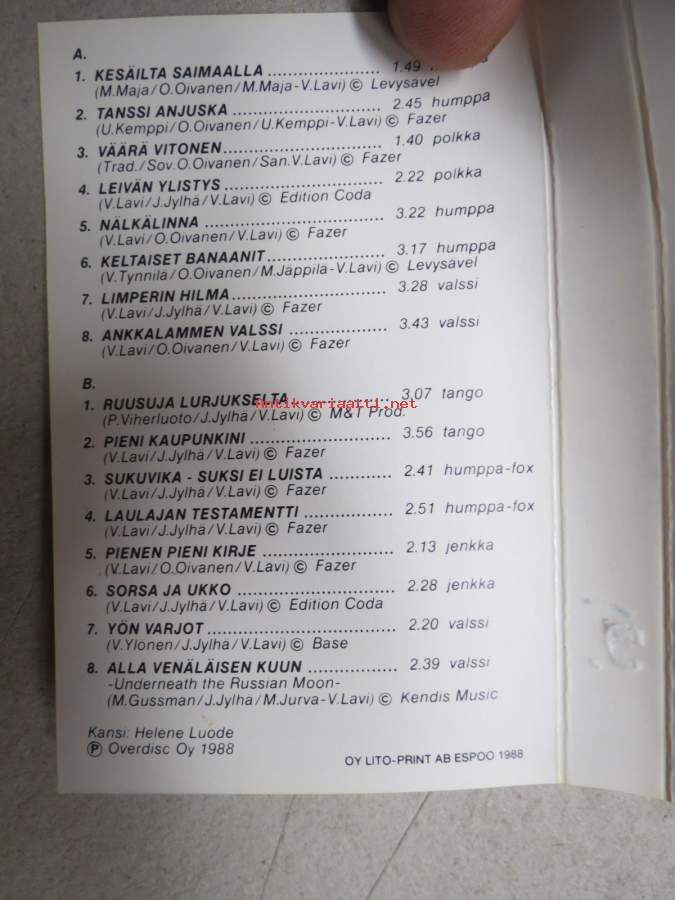 A.
1. KESÄILTA SAIMAALLA ...................... 1.49
(M.Maja/O.Oivanen/M.Maja-V.Lavi) © Levysävel
2. TANSSI ANJUSKA ............................. 2.45 humppa
(U.Kemppi/O.Oivanen/U.Kemppi-V.Lavi) © Fazer
3. VÄÄRÄ VITONEN............................... 1.40 polkka
(Trad./Sov.O.Oivanen/San.V.Lavi) © Fazer
4. LEIVÄN YLISTYS ............................... 2.22 polkka
(V.Lavi/J.Jylhä/V.Lavi) © Edition Coda
5. NÄLKÄLINNA ................................... 3.22 humppa
(V.Lavi/O.Oivanen/V.Lavi) © Fazer
6. KELTAISET BANAANIT ....................... 3.17 humppa
(V.Tynnilä/O.Oivanen/M.Jäppilä-V.Lavi) © Levysävel
7. LIMPERIN HILMA.............................. 3.28 valssi
(V.Lavi/J.Jylhä/V.Lavi) © Fazer
8. ANKKALAMMEN VALSSI ................... 3.43 valssi
(V.Lavi/O.Oivanen/V.Lavi) © Fazer
B.
1. RUUSUJA LURJUKSELTA ................... 3.07 tango
Antikvariaatti.net
(P.Viherluoto/J.Jylhä/V.Lavi) © M&T Prod.
2. PIENI KAUPUNKINI ........................... 3.56 tango
(V.Lavi/J.Jylhä/V.Lavi) © Fazer
3. SUKUVIKA - SUKSI EI LUISTA ............ 2.41 humppa-fox
(V.Lavi/J.Jylhä/V.Lavi) © Fazer
4. LAULAJAN TESTAMENTTI ................. 2.51 humppa-fox
(V.Lavi/J.Jylhä/V.Lavi) © Fazer
5. PIENEN PIENI KIRJE ......................... 2.13 jenkka
(V.Lavi/O.Oivanen/V.Lavi) © Fazer
6. SORSA JA UKKO .............................. 2.28 jenkka
(V.Lavi/J.Jylhä/V.Lavi) © Edition Coda
7. YÖN VARJOT.................................... 2.20 valssi
(V.Ylönen/J.Jylhä/V.Lavi) © Base
8. ALLA VENÄLÄISEN KUUN ................. 2.39 valssi
-Underneath the Russian Moon-
(M.Gussman/J.Jylhä/M.Jurva-V.Lavi) © Kendis Music
Kansi: Helene Luode
℗ Overdisc Oy 1988
OY LITO-PRINT AB ESPOO 1988